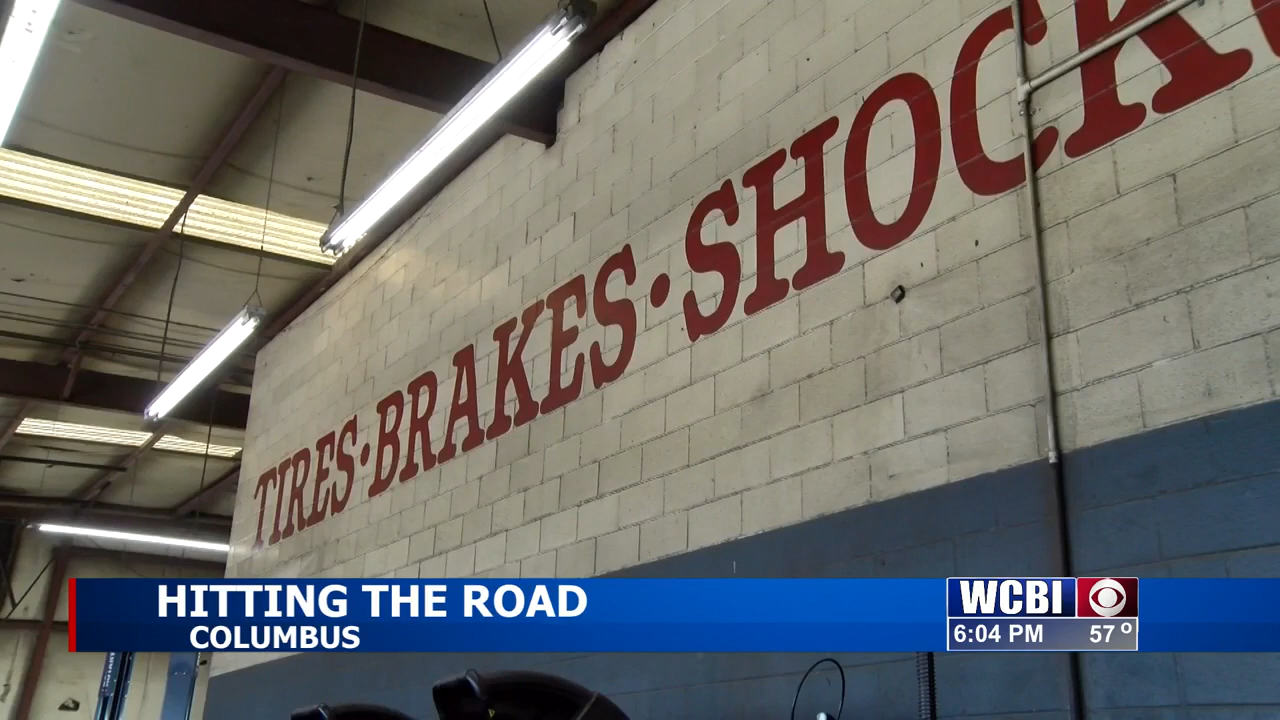 TIRES•BRAKES•SHOCK
HITTING THE ROAD
COLUMBUS
WCBI
6:04 PM 57°